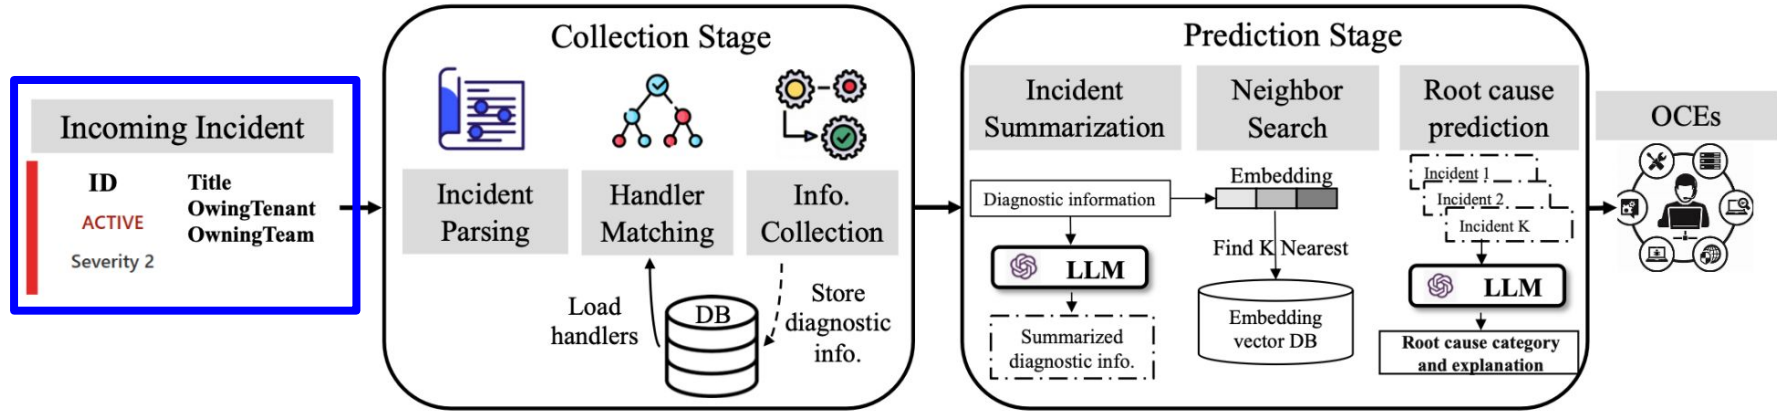 Incoming Incident
ID
ACTIVE
Severity 2
Title
OwingTenant
OwningTeam
Collection Stage
Incident
Parsing
Handler
Matching
Info.
Collection
Load
handlers
DB
Store
diagnostic
info.
Prediction Stage
Incident
Summarization
Diagnostic information
LLM
Summarized
diagnostic info.
Neighbor
Search
Embedding
Find K Nearest
Embedding
vector DB
Root cause
prediction
Incident 1
Incident 2
Incident K
LLM
Root cause category
and explanation
OCEs